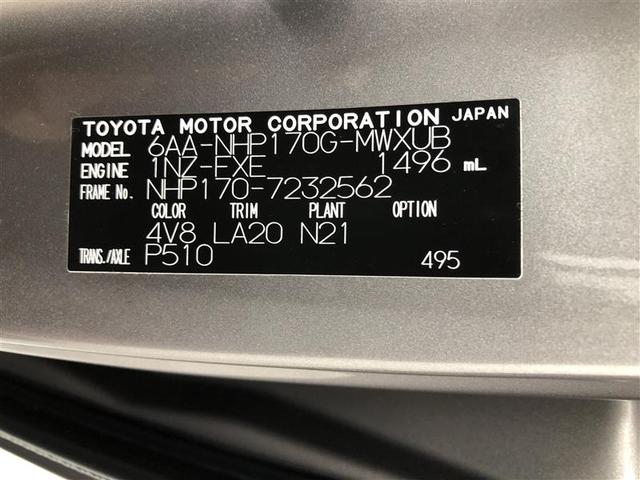 TOYOTA MOTOR CORPORATION JAPAN
MODEL 6AA-NHP170G-MWXUB
ENGINE 1NZ-FXE 1496 mL
FRAME No. NHP170-7232562
COLOR TRIM PLANT OPTION
4V8 LA20 N21
TRANS./AXLE P510 495